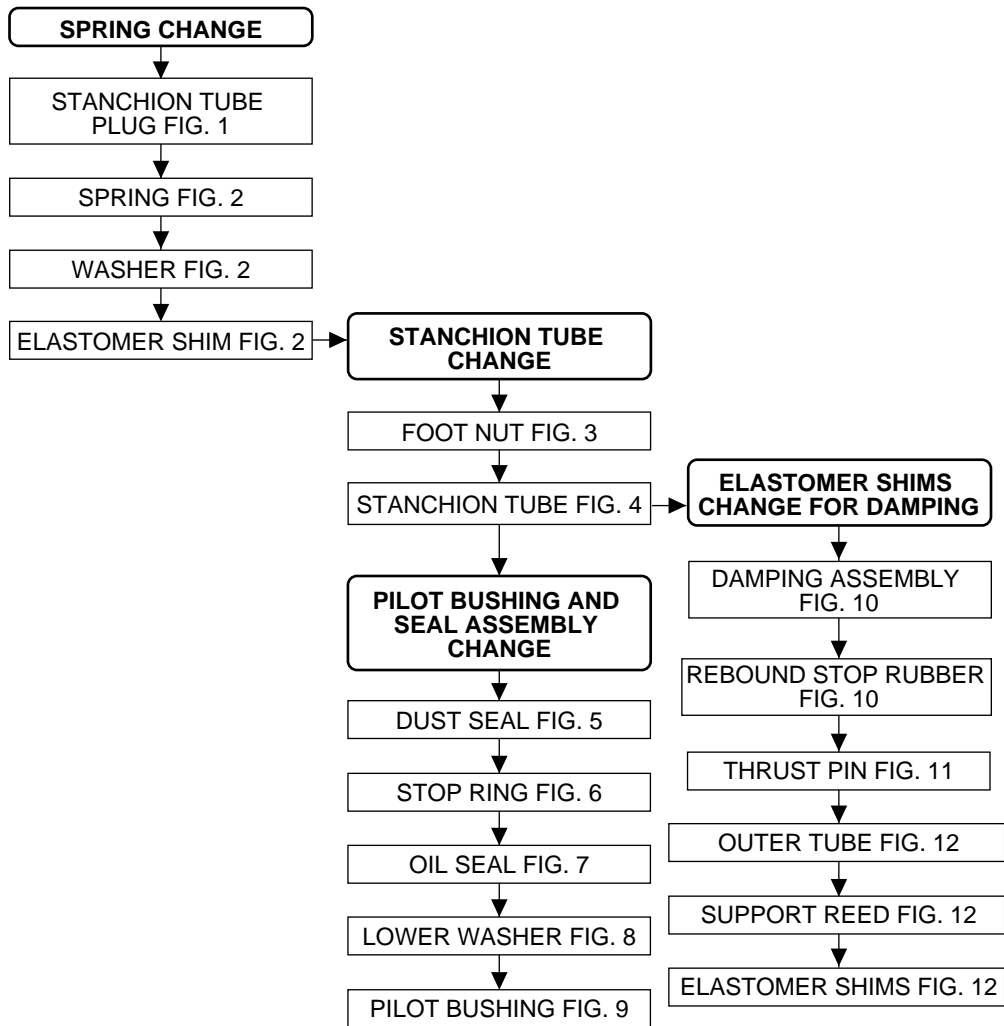 SPRING CHANGE
STANCHION TUBE
PLUG FIG. 1
SPRING FIG. 2
WASHER FIG. 2
ELASTOMER SHIM FIG. 2
STANCHION TUBE
CHANGE
FOOT NUT FIG. 3
STANCHION TUBE FIG. 4
PILOT BUSHING AND
SEAL ASSEMBLY
CHANGE
DUST SEAL FIG. 5
STOP RING FIG. 6
OIL SEAL FIG. 7
LOWER WASHER FIG. 8
PILOT BUSHING FIG. 9
ELASTOMER SHIMS
CHANGE FOR DAMPING
DAMPING ASSEMBLY
FIG. 10
REBOUND STOP RUBBER
FIG. 10
THRUST PIN FIG. 11
OUTER TUBE FIG. 12
SUPPORT REED FIG. 12
ELASTOMER SHIMS FIG. 12